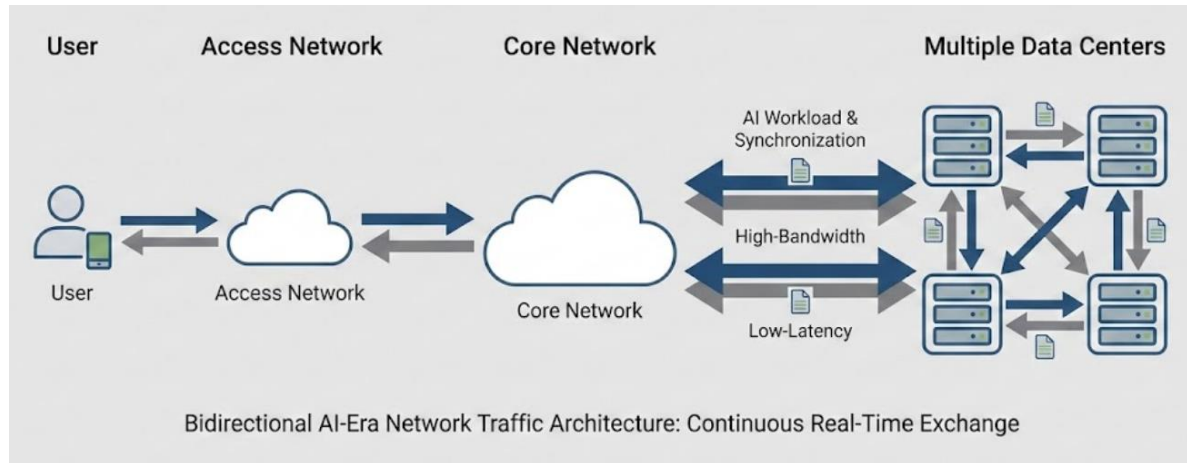 User
Access Network
Core Network
Multiple Data Centers
AI Workload &
Synchronization
High-Bandwidth
Low-Latency
User
Access Network
Core Network
Bidirectional AI-Era Network Traffic Architecture: Continuous Real-Time Exchange